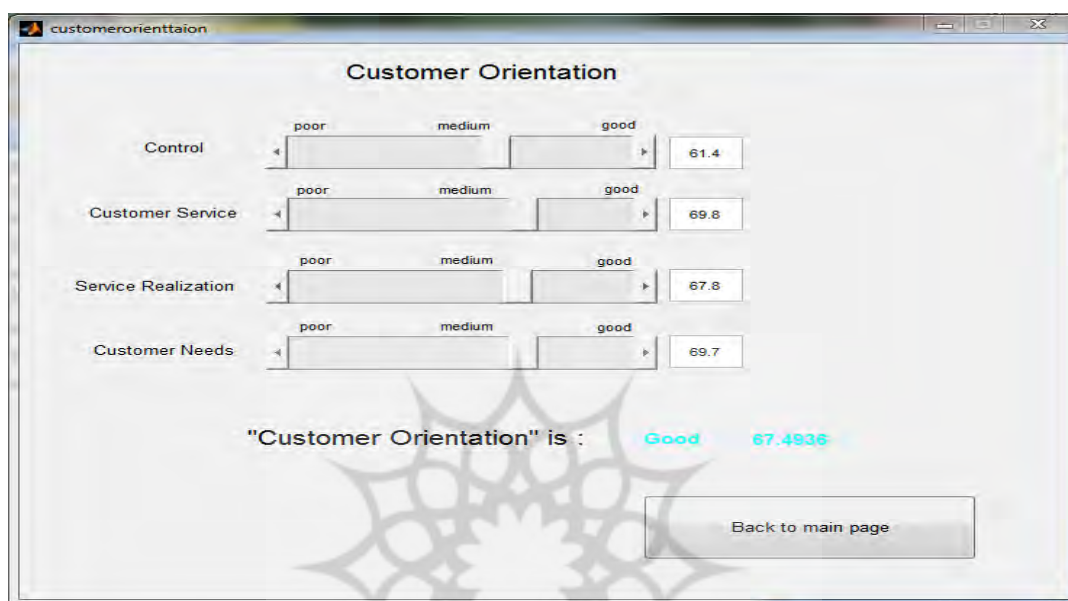 customerorienttaion
Customer Orientation
poor medium good
Control 61.4
poor medium good
Customer Service 69.8
poor medium good
Service Realization 67.8
poor medium good
Customer Needs 69.7
"Customer Orientation" is : Good 67.4936
Back to main page